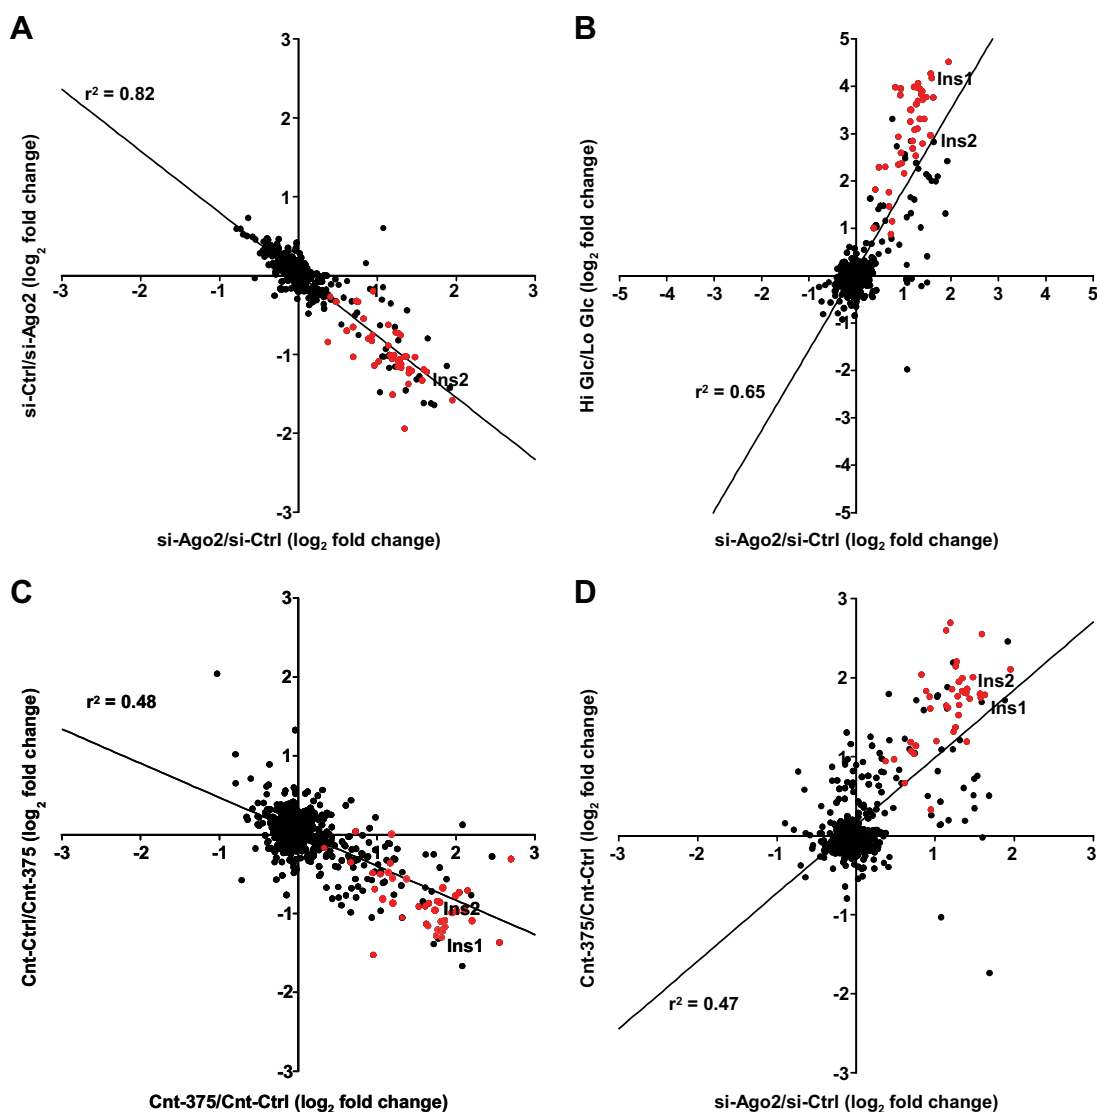 A
B
3
2
1
-1
-2
-3
-3
-2
-1
1
2
3
r² = 0.82
Ins2
si-Ctrl/si-Ago2 (log₂ fold change)
si-Ago2/si-Ctrl (log₂ fold change)
5
4
3
2
1
-1
-2
-3
-4
-5
-5
-4
-3
-2
-1
1
2
3
4
5
Ins1
Ins2
r² = 0.65
Hi Glc/Lo Glc (log₂ fold change)
si-Ago2/si-Ctrl (log₂ fold change)
C
D
3
2
1
-1
-2
-3
-3
-2
-1
1
2
3
r² = 0.48
Ins2
Ins1
Cnt-Ctrl/Cnt-375 (log₂ fold change)
Cnt-375/Cnt-Ctrl (log₂ fold change)
3
2
1
-1
-2
-3
-3
-2
-1
1
2
3
Ins2
Ins1
r² = 0.47
Cnt-375/Cnt-Ctrl (log₂ fold change)
si-Ago2/si-Ctrl (log₂ fold change)